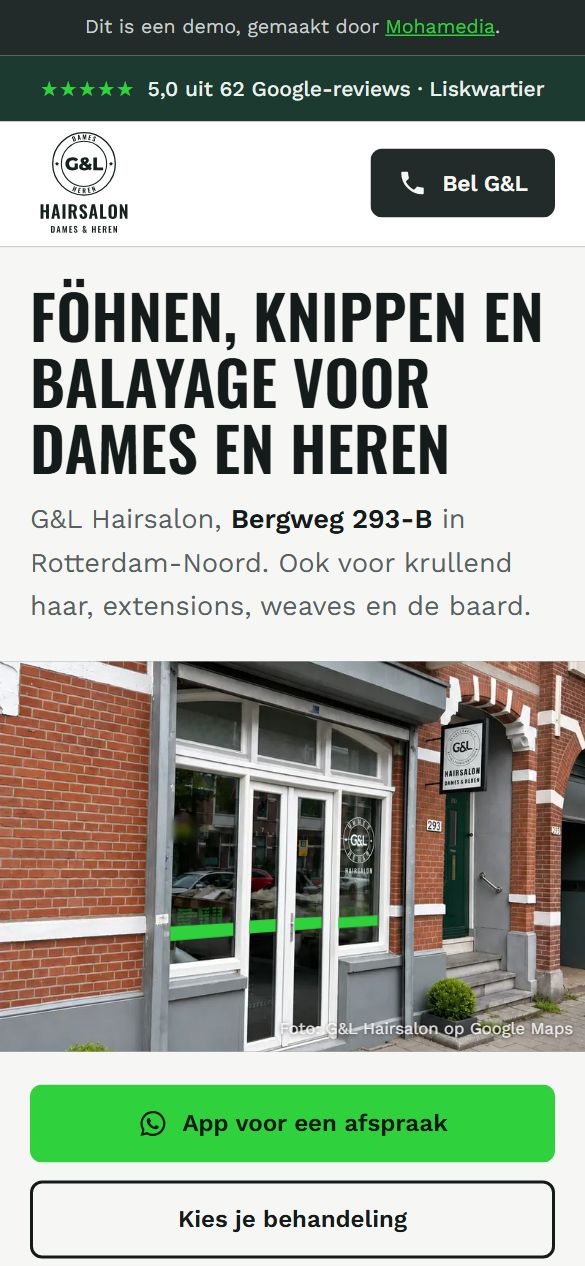 Dit is een demo, gemaakt door Mohamedia.
★★★★★ 5,0 uit 62 Google-reviews · Liskwartier
DAMES
G&L
HEREN
HAIRSALON
DAMES & HEREN
Bel G&L
FÖHNEN, KNIPPEN EN
BALAYAGE VOOR
DAMES EN HEREN
G&L Hairsalon, Bergweg 293-B in
Rotterdam-Noord. Ook voor krullend
haar, extensions, weaves en de baard.
G&L
HAIRSALON
DAMES & HEREN
293
DAMES
G&L
HEREN
HAIRSALON
Foto: G&L Hairsalon op Google Maps
App voor een afspraak
Kies je behandeling